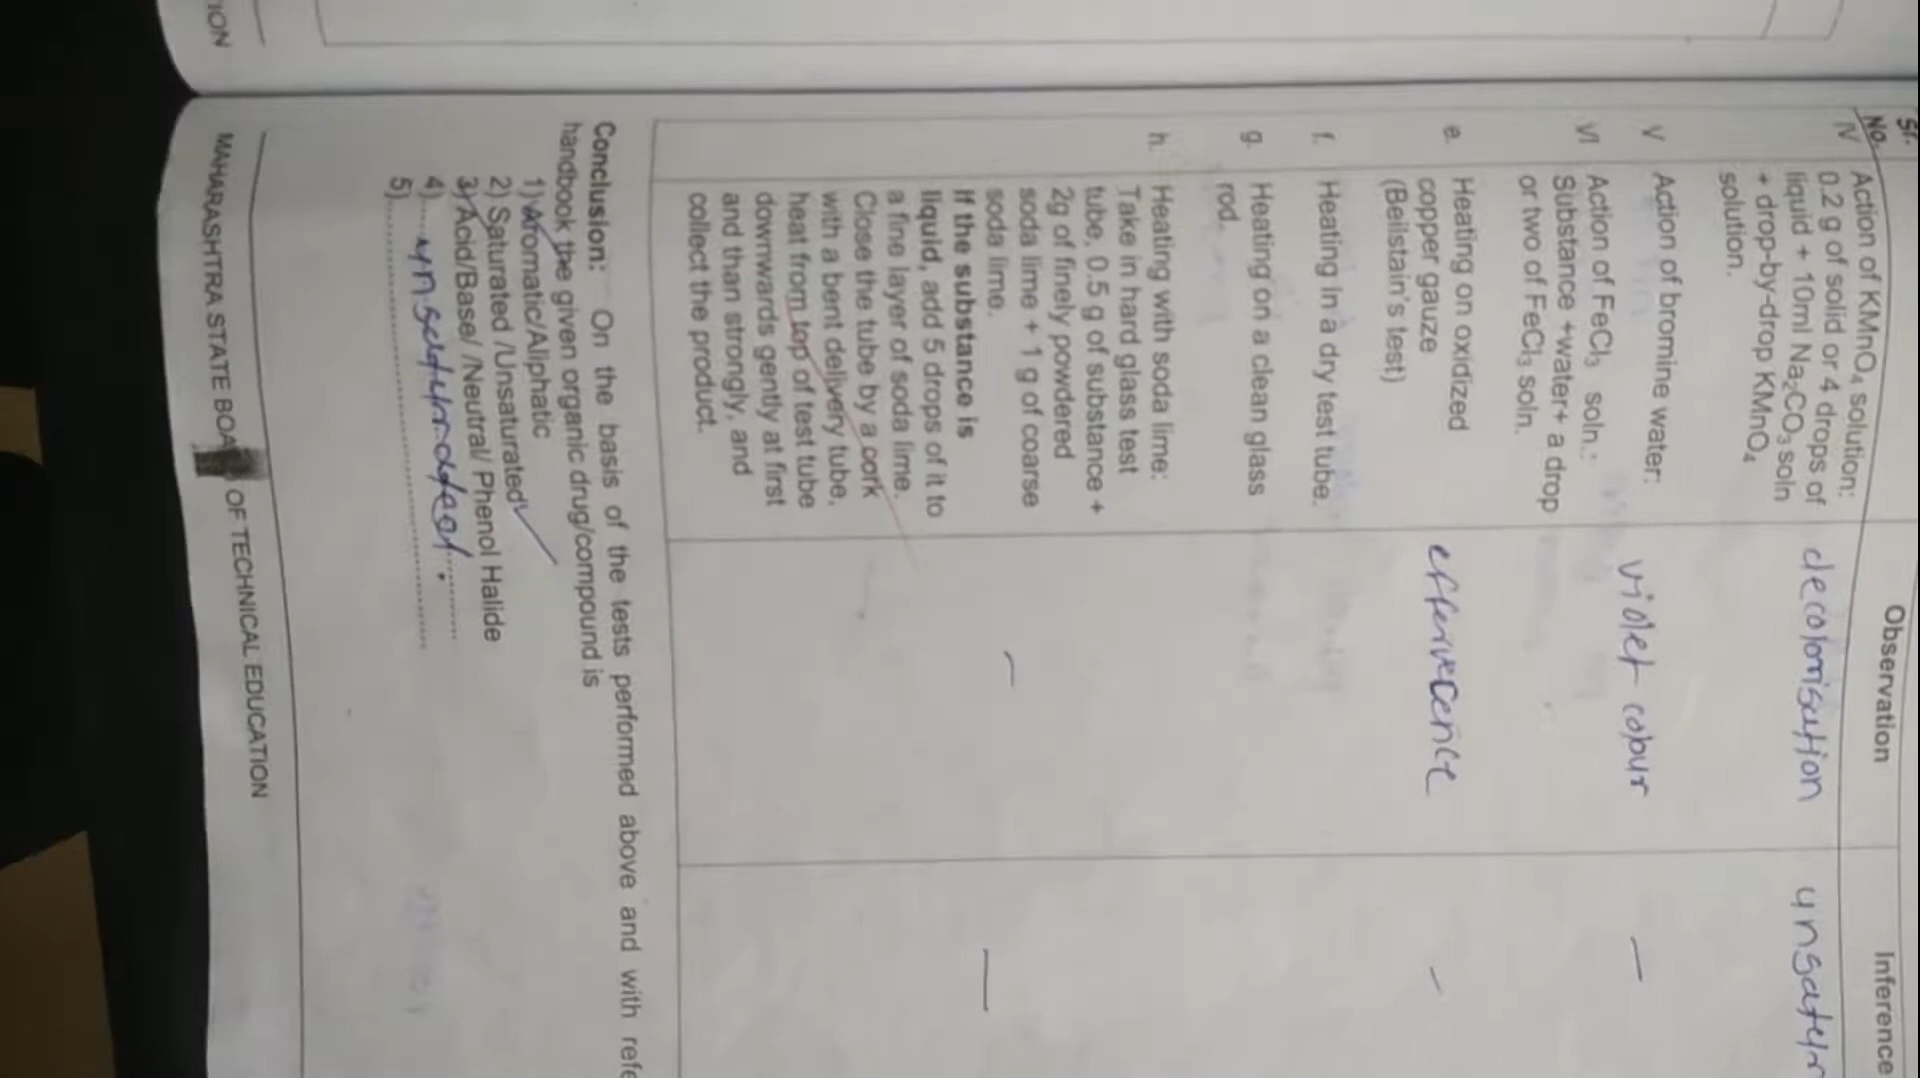 ION
Sr. No. Observation Inference
IV Action of KMnO₄ solution:
0.2 g of solid or 4 drops of decolorisation
liquid + 10ml Na₂CO₃ soln
+ drop-by-drop KMnO₄
solution.
V Action of bromine water: violet colour —
VI Action of FeCl₃ soln.:
Substance +water+ a drop
or two of FeCl₃ soln.
e. Heating on oxidized effervecence —
copper gauze
(Beilstain's test)
f. Heating in a dry test tube.
g. Heating on a clean glass
rod.
h. Heating with soda lime:
Take in hard glass test
tube, 0.5 g of substance +
2g of finely powdered
soda lime + 1 g of coarse
soda lime. — —
If the substance is
liquid, add 5 drops of it to
a fine layer of soda lime.
Close the tube by a cork
with a bent delivery tube,
heat from top of test tube
downwards gently at first
and than strongly, and
collect the product.
Conclusion: On the basis of the tests performed above and with refe
handbook the given organic drug/compound is
1) Aromatic/Aliphatic
2) Saturated /Unsaturated ✓
3) Acid/Base/ /Neutral/ Phenol Halide
4)
5)
MAHARASHTRA STATE BOA OF TECHNICAL EDUCATION